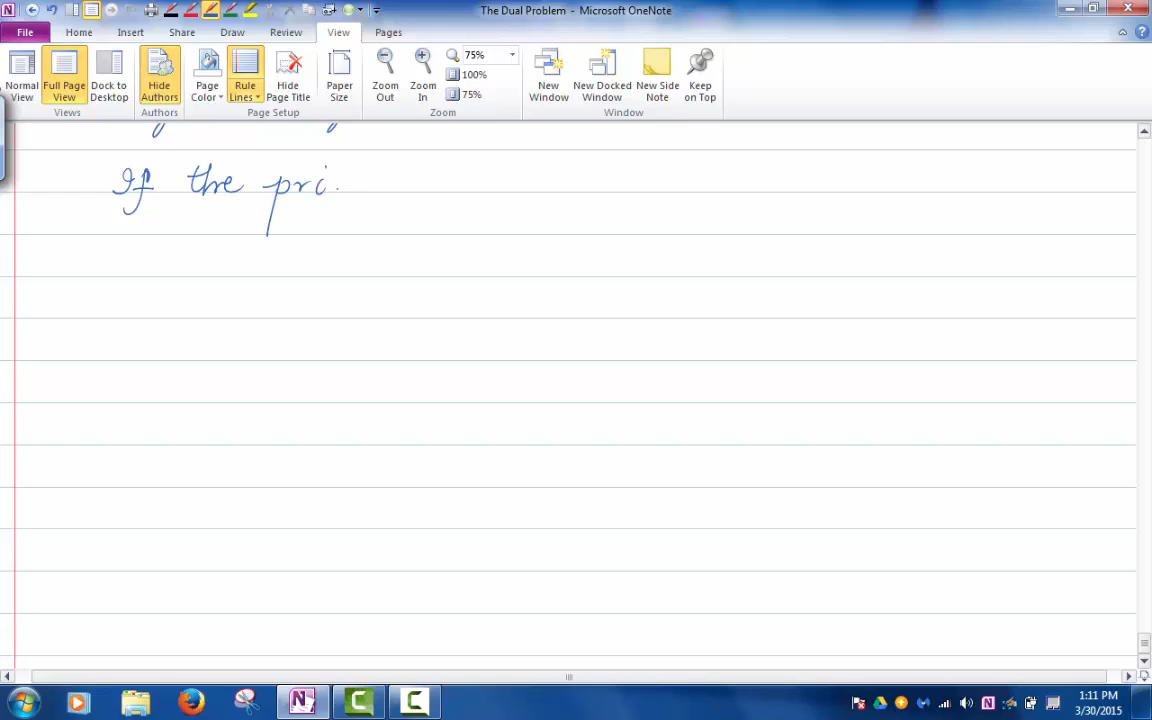 The Dual Problem - Microsoft OneNote
File Home Insert Share Draw Review View Pages
75%
100%
75%
Normal View
Full Page View
Dock to Desktop
Hide Authors
Page Color
Rule Lines
Hide Page Title
Paper Size
Zoom Out
Zoom In
New Window
New Docked Window
New Side Note
Keep on Top
Views Authors Page Setup Zoom Window
If the pri
1:11 PM
3/30/2015